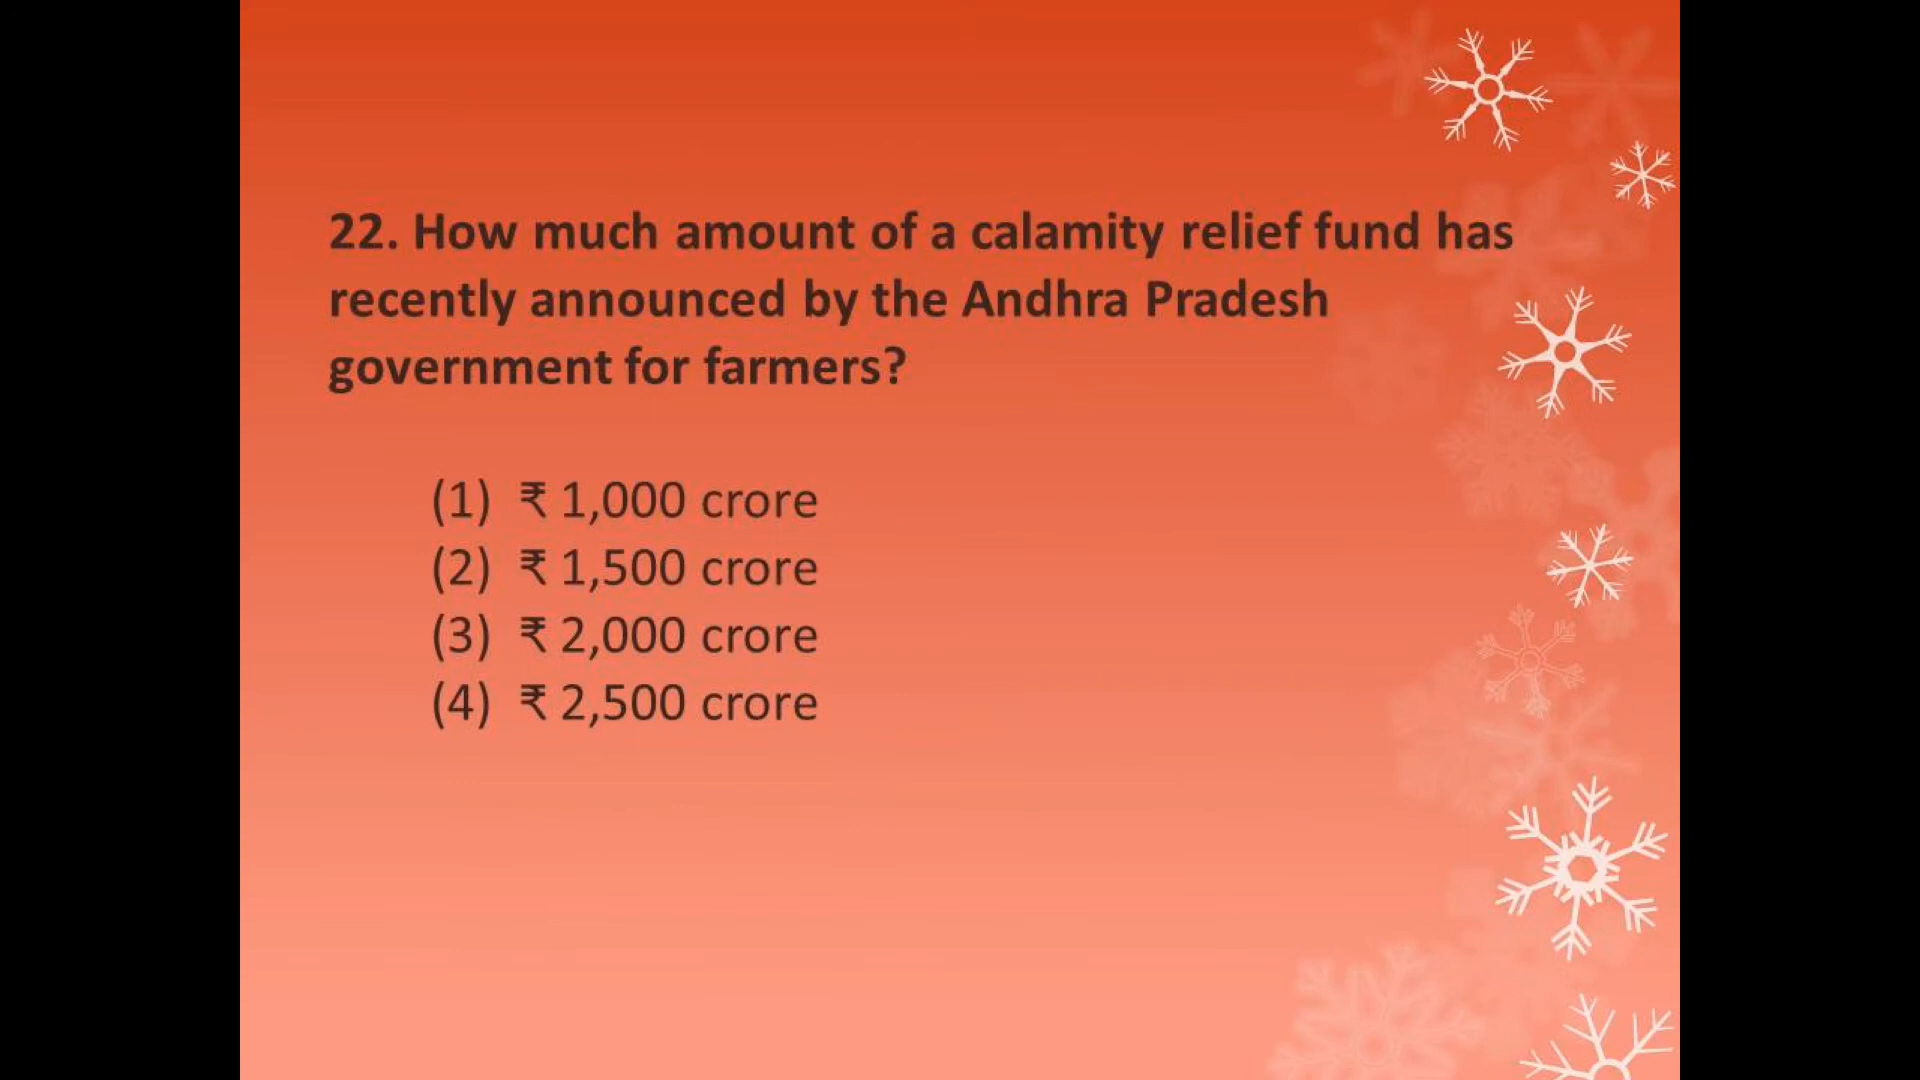 22. How much amount of a calamity relief fund has
recently announced by the Andhra Pradesh
government for farmers?
(1) ₹ 1,000 crore
(2) ₹ 1,500 crore
(3) ₹ 2,000 crore
(4) ₹ 2,500 crore